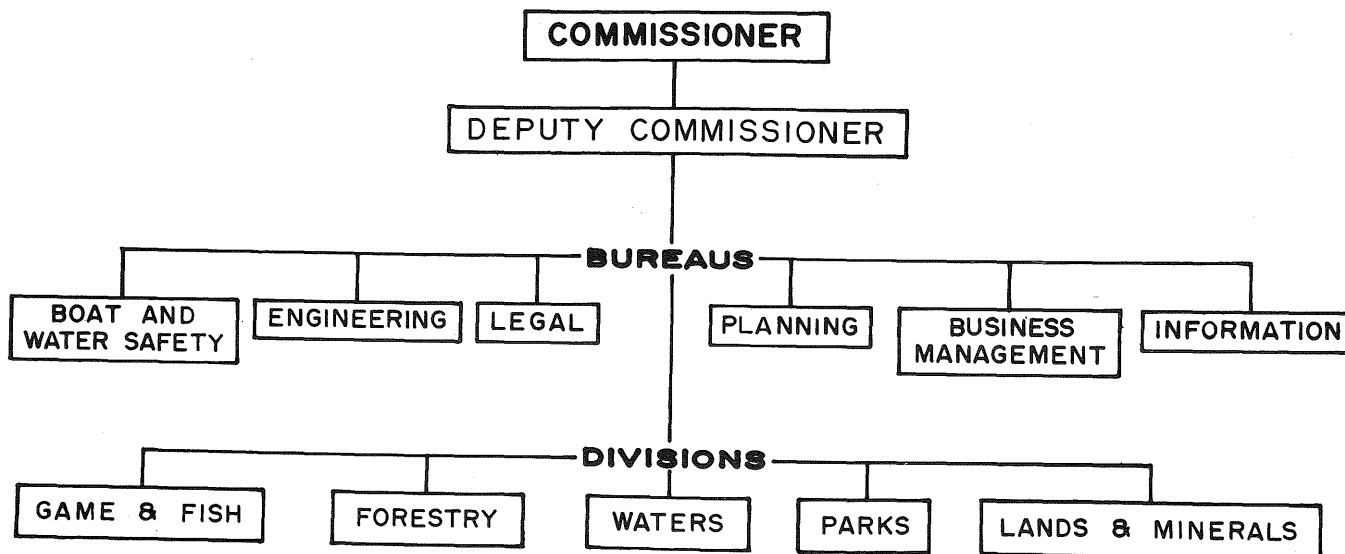 COMMISSIONER
DEPUTY COMMISSIONER
BUREAUS
BOAT AND
WATER SAFETY
ENGINEERING
LEGAL
PLANNING
BUSINESS
MANAGEMENT
INFORMATION
DIVISIONS
GAME & FISH
FORESTRY
WATERS
PARKS
LANDS & MINERALS